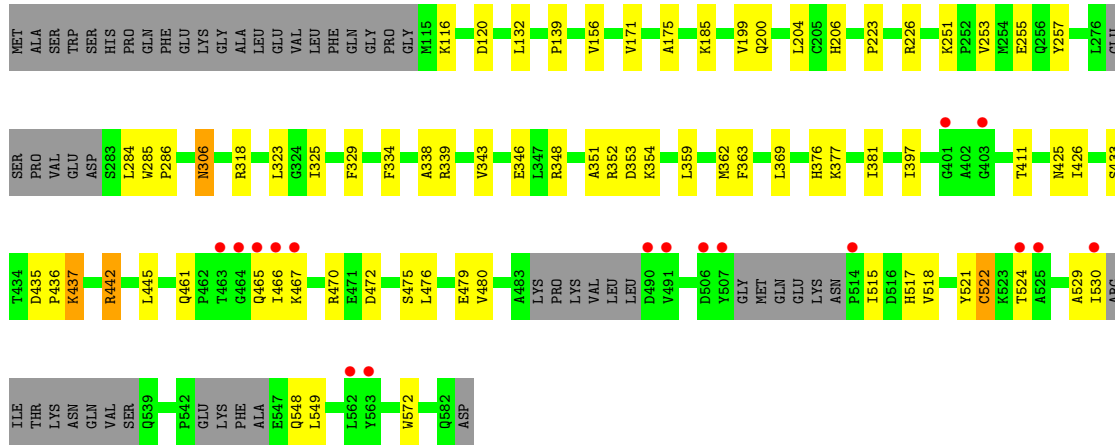 MET ALA SER TRP SER HIS PRO GLN PHE GLU LYS GLY ALA LEU GLU VAL LEU PHE GLN GLY PRO GLY M115 K116 D120 L132 P139 V156 V171 A175 K185 V199 Q200 L204 C205 H206 P223 R226 K251 P252 V253 M254 E255 Q256 Y257 L276 GLU
SER PRO VAL GLU ASP S283 L284 W285 P286 N306 R318 L323 G324 I325 F329 F334 A338 R339 V343 E346 L347 R348 A351 R352 D353 K354 L359 M362 F363 L369 H376 K377 I381 I397 G401 A402 G403 T411 N425 I426 S433
T434 D435 P436 K437 R442 L445 Q461 P462 T463 G464 Q465 I466 K467 R470 E471 D472 S475 L476 E479 V480 A483 LYS PRO LYS VAL LEU LEU D490 V491 D506 Y507 GLY MET GLN GLU LYS ASN P514 I515 D516 H517 V518 Y521 C522 K523 T524 A525 A529 I530 ARG
ILE THR LYS ASN GLN VAL SER Q539 P542 GLU LYS PHE ALA E547 Q548 L549 L562 Y563 W572 Q582 ASP